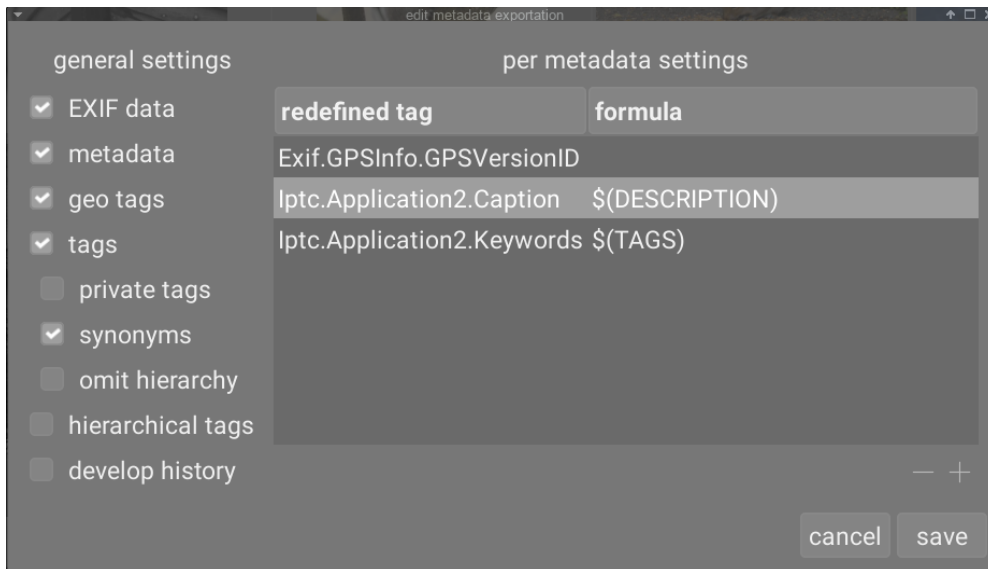 edit metadata exportation
general settings
per metadata settings
EXIF data
metadata
geo tags
tags
private tags
synonyms
omit hierarchy
hierarchical tags
develop history
redefined tag formula
Exif.GPSInfo.GPSVersionID
Iptc.Application2.Caption $(DESCRIPTION)
Iptc.Application2.Keywords $(TAGS)
cancel save